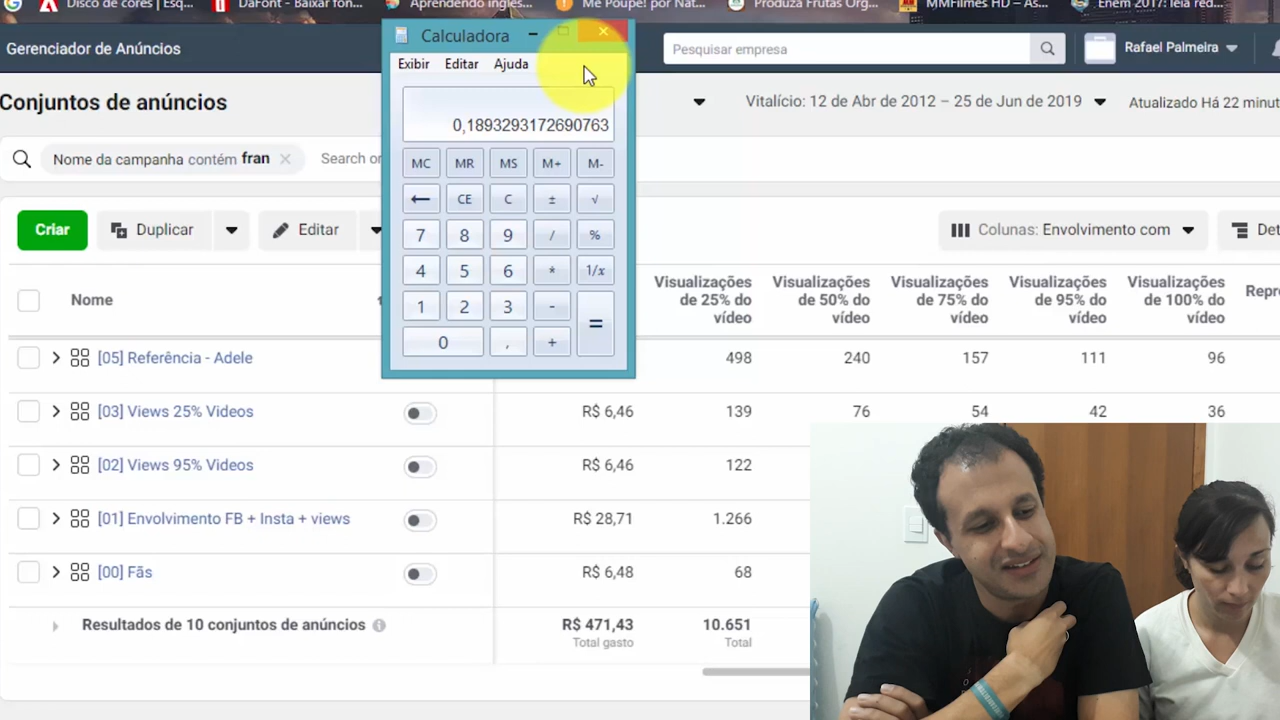 Disco de cores | Esq...
DaFont - Baixar fon...
Aprendendo inglês...
Me Poupe! por Nat...
Produza Frutas Org...
MMFilmes HD – As...
Enem 2017: leia red...
Gerenciador de Anúncios
Pesquisar empresa
Rafael Palmeira
Calculadora
Exibir Editar Ajuda
0,1893293172690763
MC MR MS M+ M-
← CE C ± √
7 8 9 / %
4 5 6 * 1/x
1 2 3 - =
0 , +
Conjuntos de anúncios
Vitalício: 12 de Abr de 2012 – 25 de Jun de 2019
Atualizado Há 22 minut
Nome da campanha contém fran ×
Search or
Criar
Duplicar
Editar
Colunas: Envolvimento com
Det
Nome
Visualizações de 25% do vídeo
Visualizações de 50% do vídeo
Visualizações de 75% do vídeo
Visualizações de 95% do vídeo
Visualizações de 100% do vídeo
Repr
[05] Referência - Adele 498 240 157 111 96
[03] Views 25% Videos R$ 6,46 139 76 54 42 36
[02] Views 95% Videos R$ 6,46 122
[01] Envolvimento FB + Insta + views R$ 28,71 1.266
[00] Fãs R$ 6,48 68
Resultados de 10 conjuntos de anúncios R$ 471,43 10.651
Total gasto Total